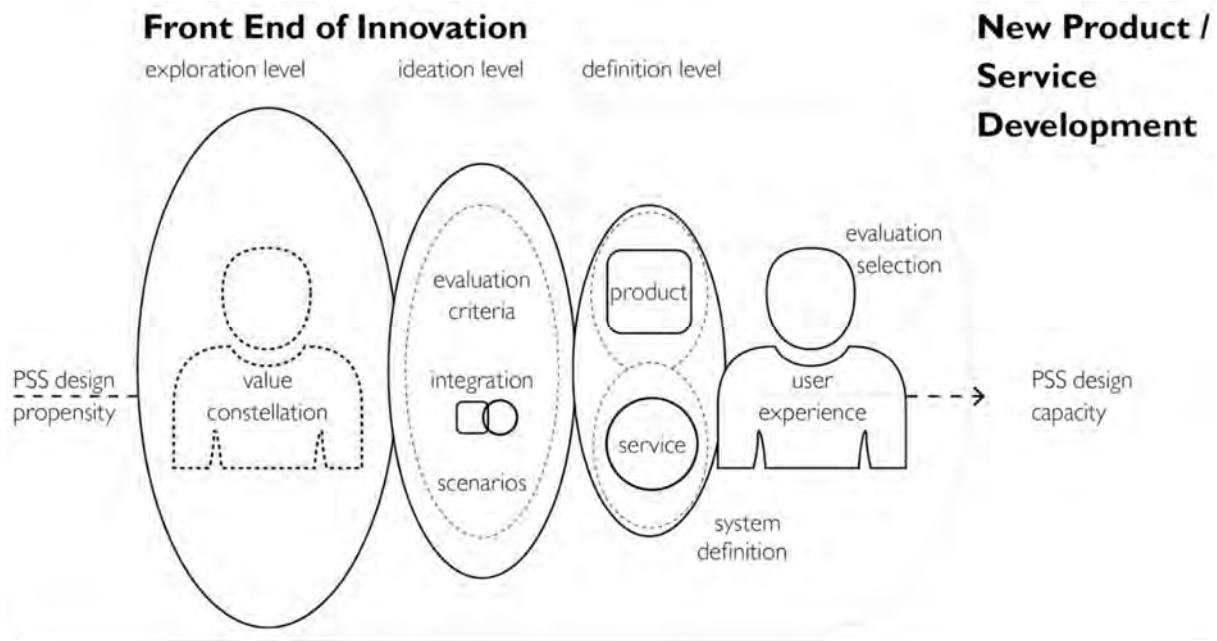 Front End of Innovation
exploration level
ideation level
definition level
New Product /
Service
Development
PSS design
propensity
value
constellation
evaluation
criteria
integration
scenarios
product
service
system
definition
user
experience
evaluation
selection
PSS design
capacity